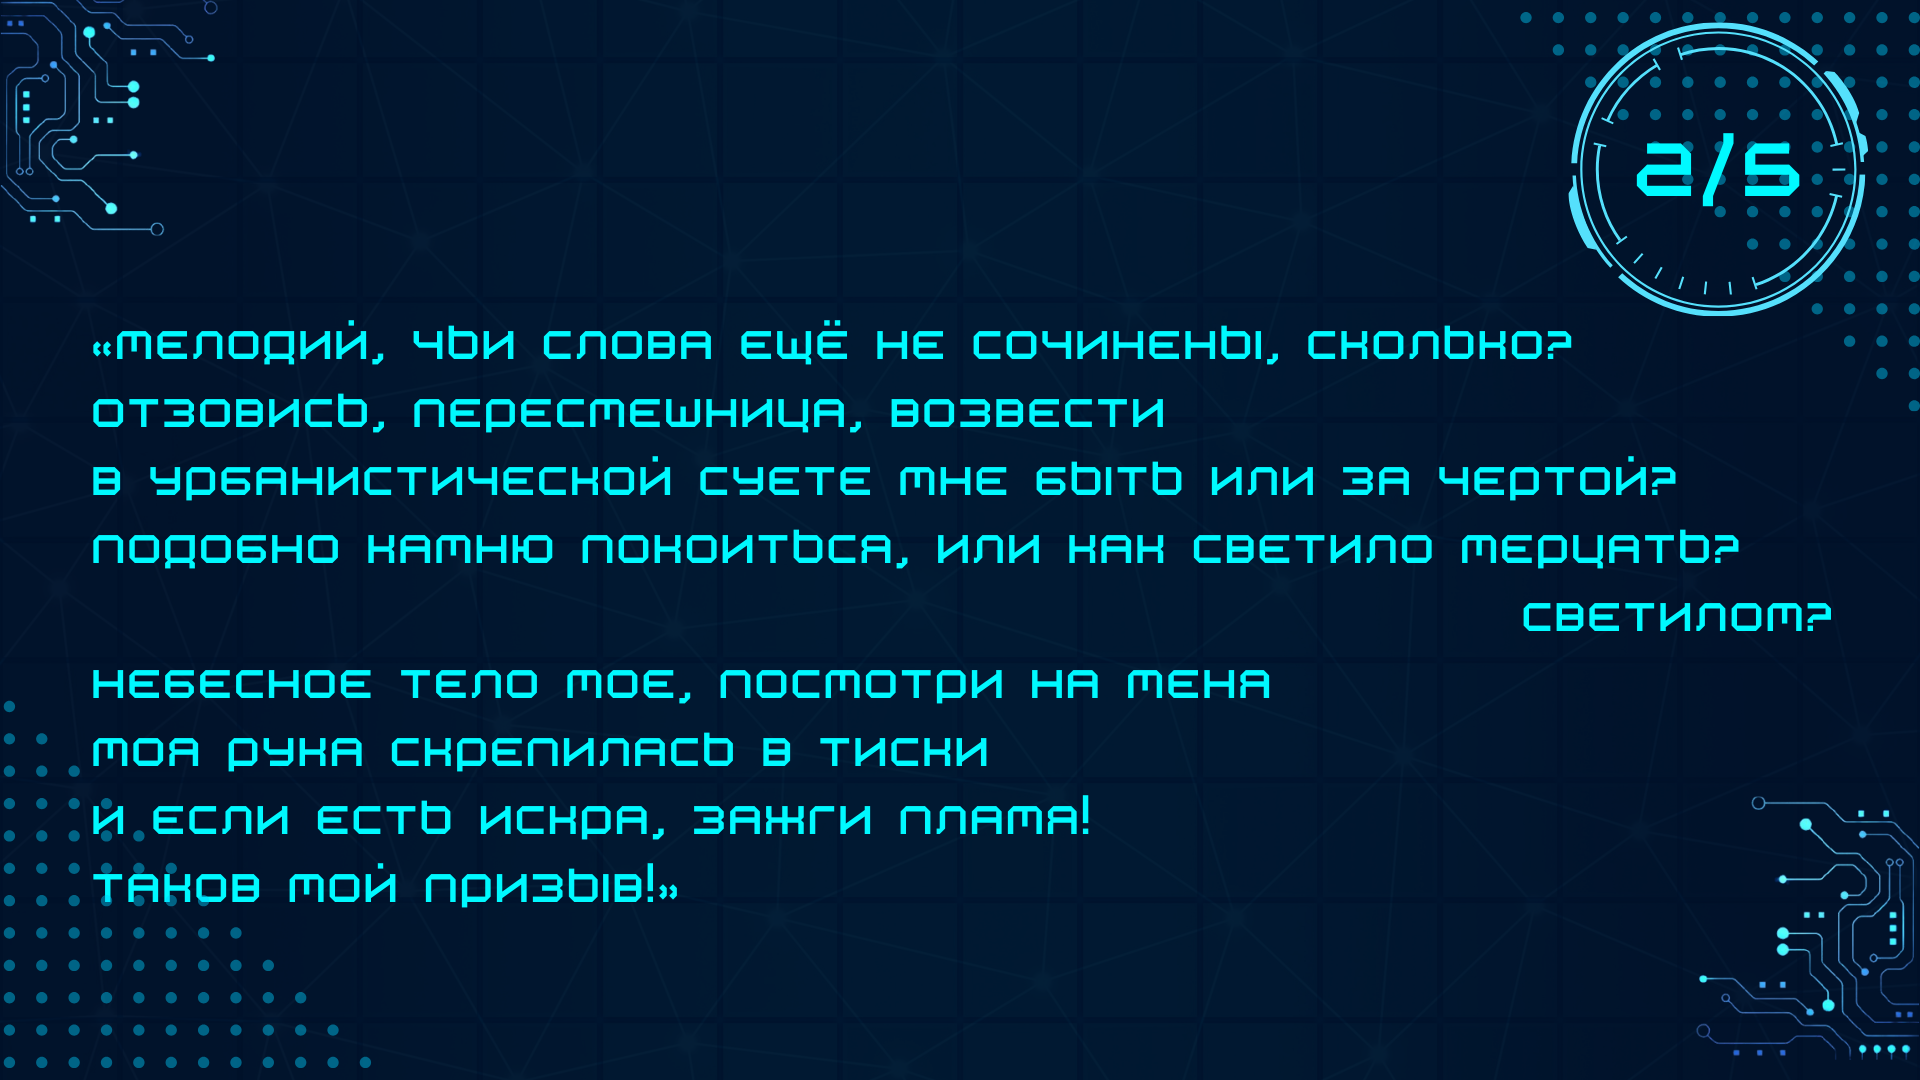 2/5
«МЕЛОДИЙ, ЧЬИ СЛОВА ЕЩЁ НЕ СОЧИНЕНЫ, СКОЛЬКО?
ОТЗОВИСЬ, ПЕРЕСМЕШНИЦА, ВОЗВЕСТИ
В УРБАНИСТИЧЕСКОЙ СУЕТЕ МНЕ БЫТЬ ИЛИ ЗА ЧЕРТОЙ?
ПОДОБНО КАМНЮ ПОКОИТЬСЯ, ИЛИ КАК СВЕТИЛО МЕРЦАТЬ?
СВЕТИЛОМ?
НЕБЕСНОЕ ТЕЛО МОЕ, ПОСМОТРИ НА МЕНЯ
МОЯ РУКА СКРЕПИЛАСЬ В ТИСКИ
И ЕСЛИ ЕСТЬ ИСКРА, ЗАЖГИ ПЛАМЯ!
ТАКОВ МОЙ ПРИЗЫВ!»